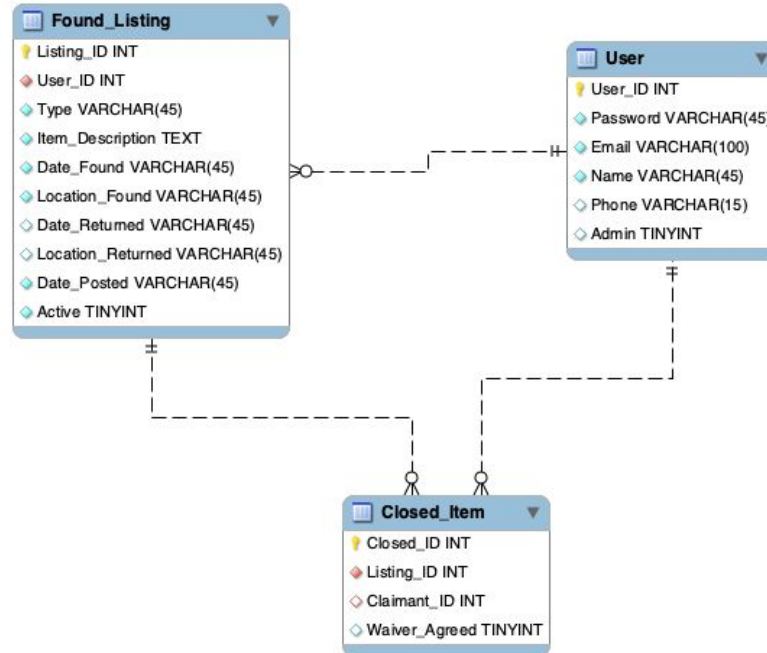 Found_Listing
Listing_ID INT
User_ID INT
Type VARCHAR(45)
Item_Description TEXT
Date_Found VARCHAR(45)
Location_Found VARCHAR(45)
Date_Returned VARCHAR(45)
Location_Returned VARCHAR(45)
Date_Posted VARCHAR(45)
Active TINYINT
User
User_ID INT
Password VARCHAR(45)
Email VARCHAR(100)
Name VARCHAR(45)
Phone VARCHAR(15)
Admin TINYINT
Closed_Item
Closed_ID INT
Listing_ID INT
Claimant_ID INT
Waiver_Agreed TINYINT